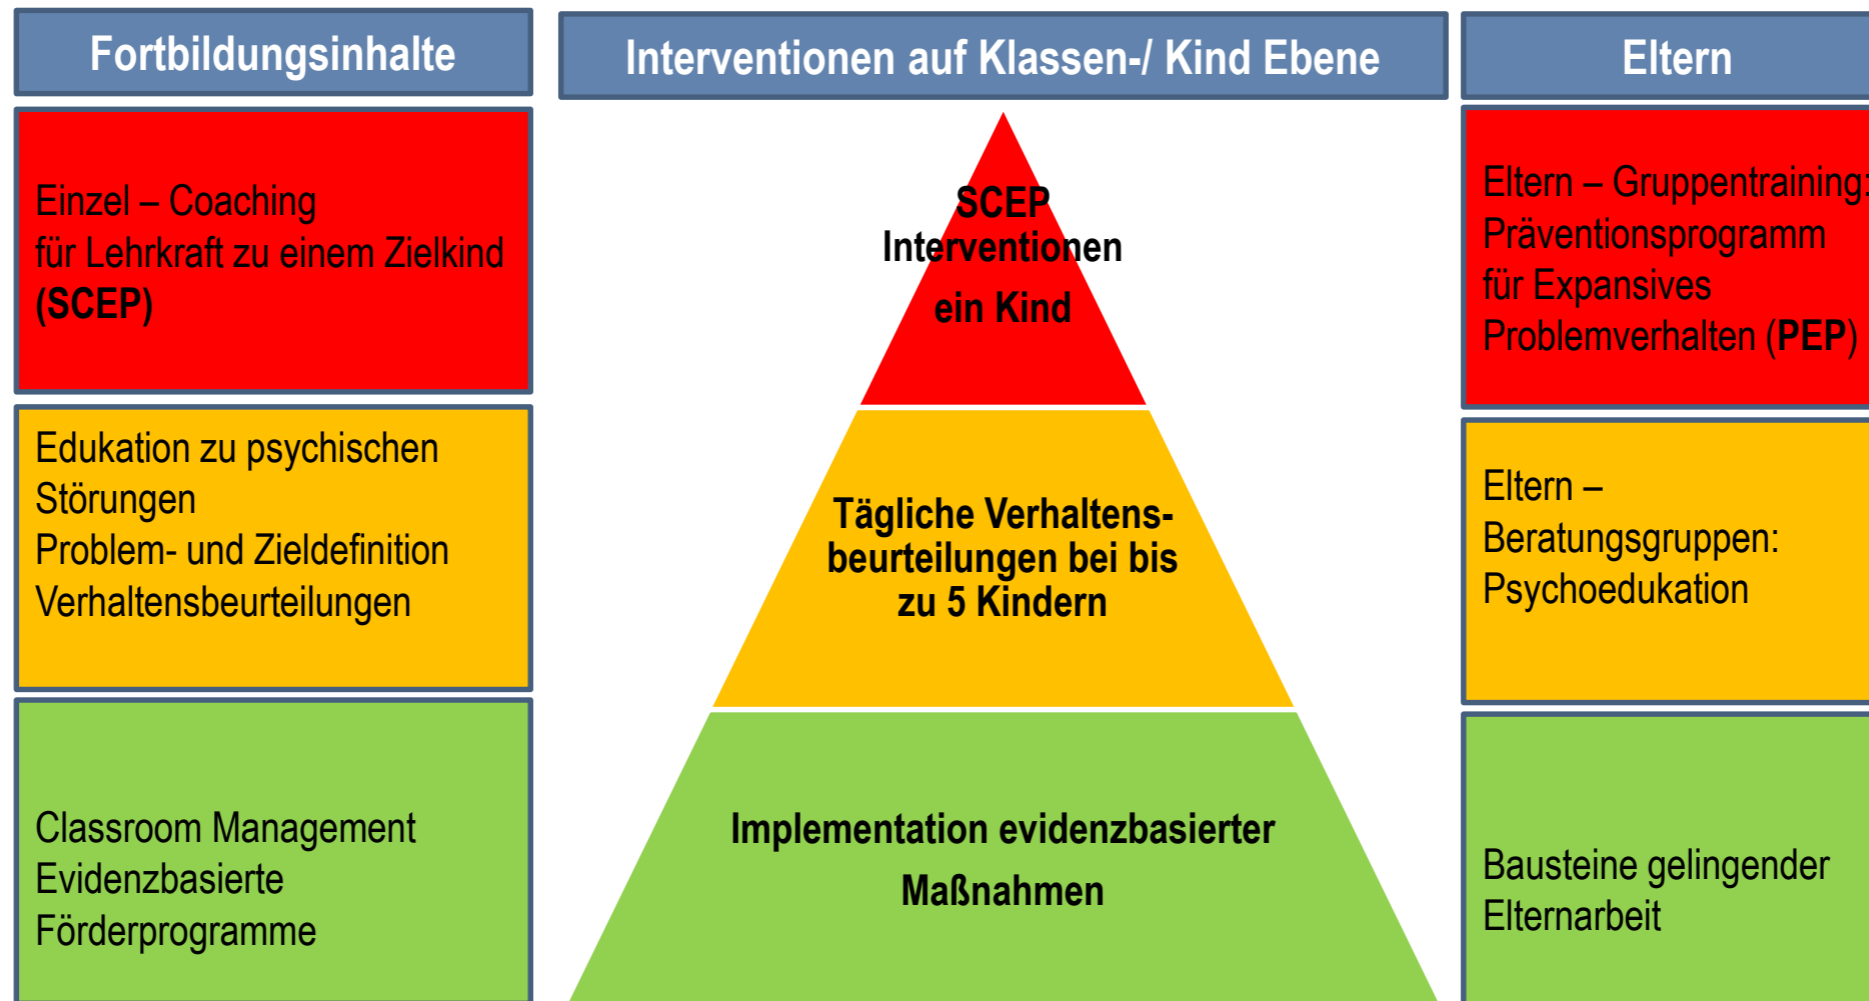 Fortbildungsinhalte
Interventionen auf Klassen-/ Kind Ebene
Eltern
Einzel – Coaching
für Lehrkraft zu einem Zielkind
(SCEP)
SCEP
Interventionen
ein Kind
Eltern – Gruppentraining:
Präventionsprogramm
für Expansives
Problemverhalten (PEP)
Edukation zu psychischen
Störungen
Problem- und Zieldefinition
Verhaltensbeurteilungen
Tägliche Verhaltens-
beurteilungen bei bis
zu 5 Kindern
Eltern –
Beratungsgruppen:
Psychoedukation
Classroom Management
Evidenzbasierte
Förderprogramme
Implementation evidenzbasierter
Maßnahmen
Bausteine gelingender
Elternarbeit